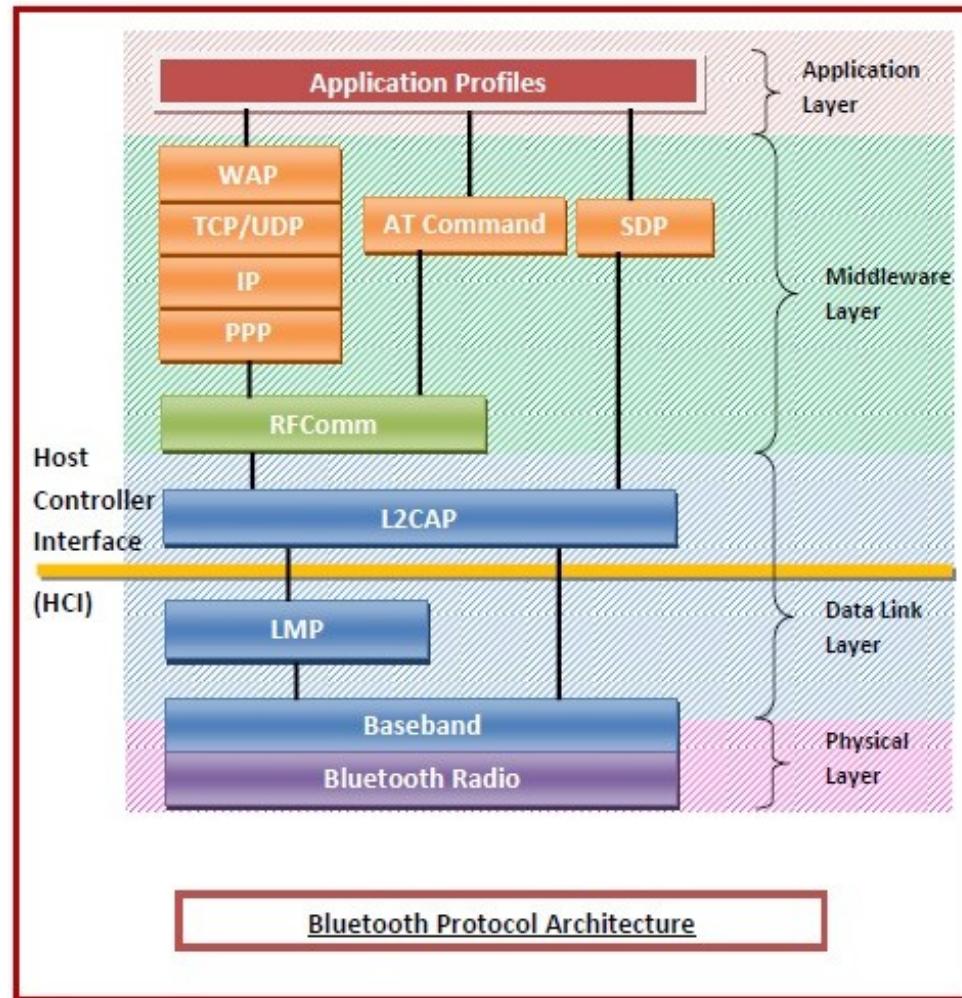 Application Profiles
Application
Layer
WAP
TCP/UDP
AT Command
SDP
IP
PPP
Middleware
Layer
RFComm
Host
Controller
Interface
(HCI)
L2CAP
LMP
Data Link
Layer
Baseband
Bluetooth Radio
Physical
Layer
Bluetooth Protocol Architecture